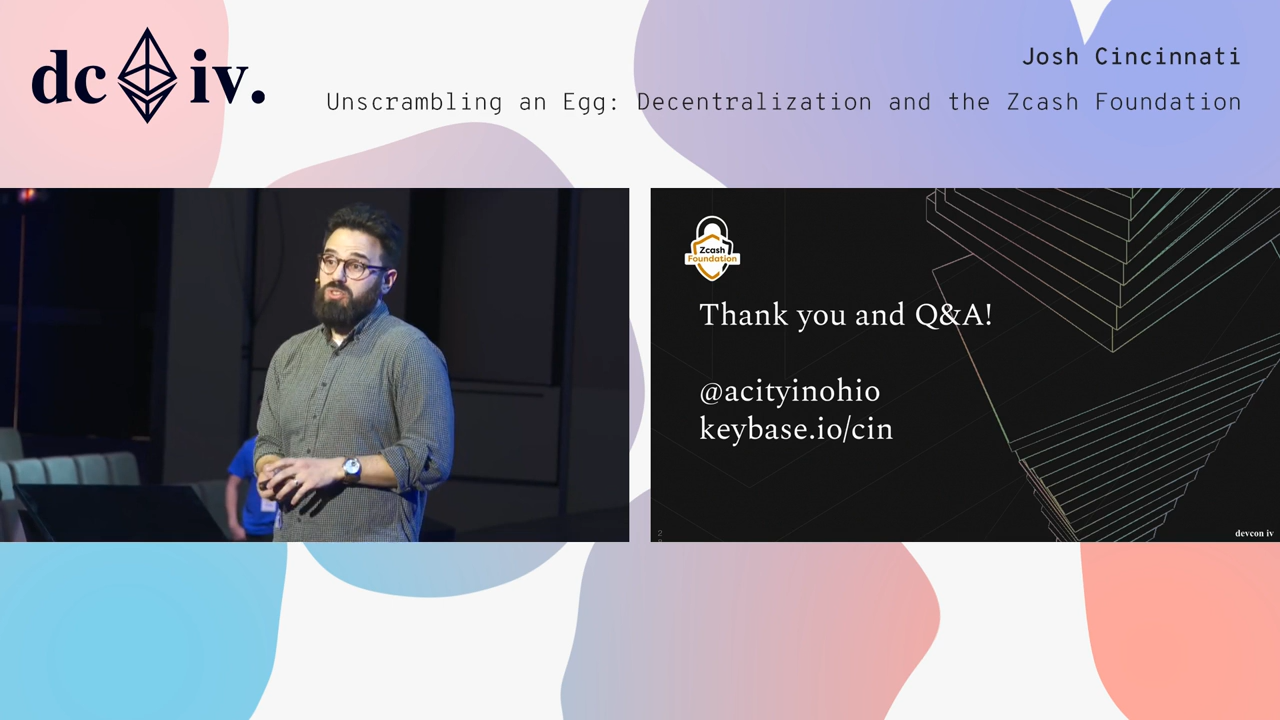 dc iv.
Josh Cincinnati
Unscrambling an Egg: Decentralization and the Zcash Foundation
Zcash
Foundation
Thank you and Q&A!
@acityinohio
keybase.io/cin
devcon iv